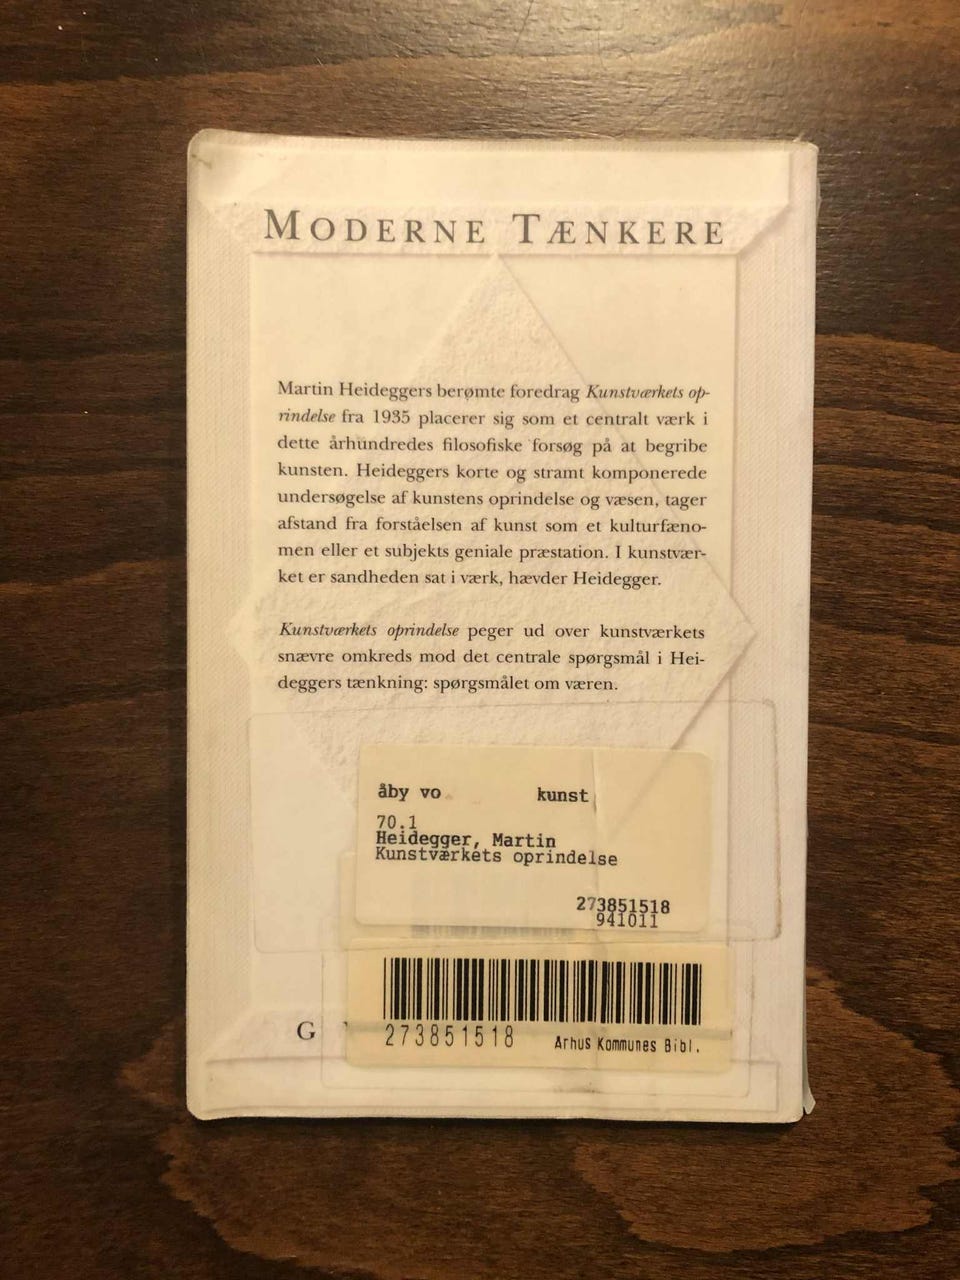 MODERNE TÆNKERE
Martin Heideggers berømte foredrag Kunstværkets op-
rindelse fra 1935 placerer sig som et centralt værk i
dette århundredes filosofiske forsøg på at begribe
kunsten. Heideggers korte og stramt komponerede
undersøgelse af kunstens oprindelse og væsen, tager
afstand fra forståelsen af kunst som et kulturfæno-
men eller et subjekts geniale præstation. I kunstvær-
ket er sandheden sat i værk, hævder Heidegger.
Kunstværkets oprindelse peger ud over kunstværkets
snævre omkreds mod det centrale spørgsmål i Hei-
deggers tænkning: spørgsmålet om væren.
åby vo kunst
70.1
Heidegger, Martin
Kunstværkets oprindelse
273851518
941011
G
273851518 Arhus Kommunes Bibl.